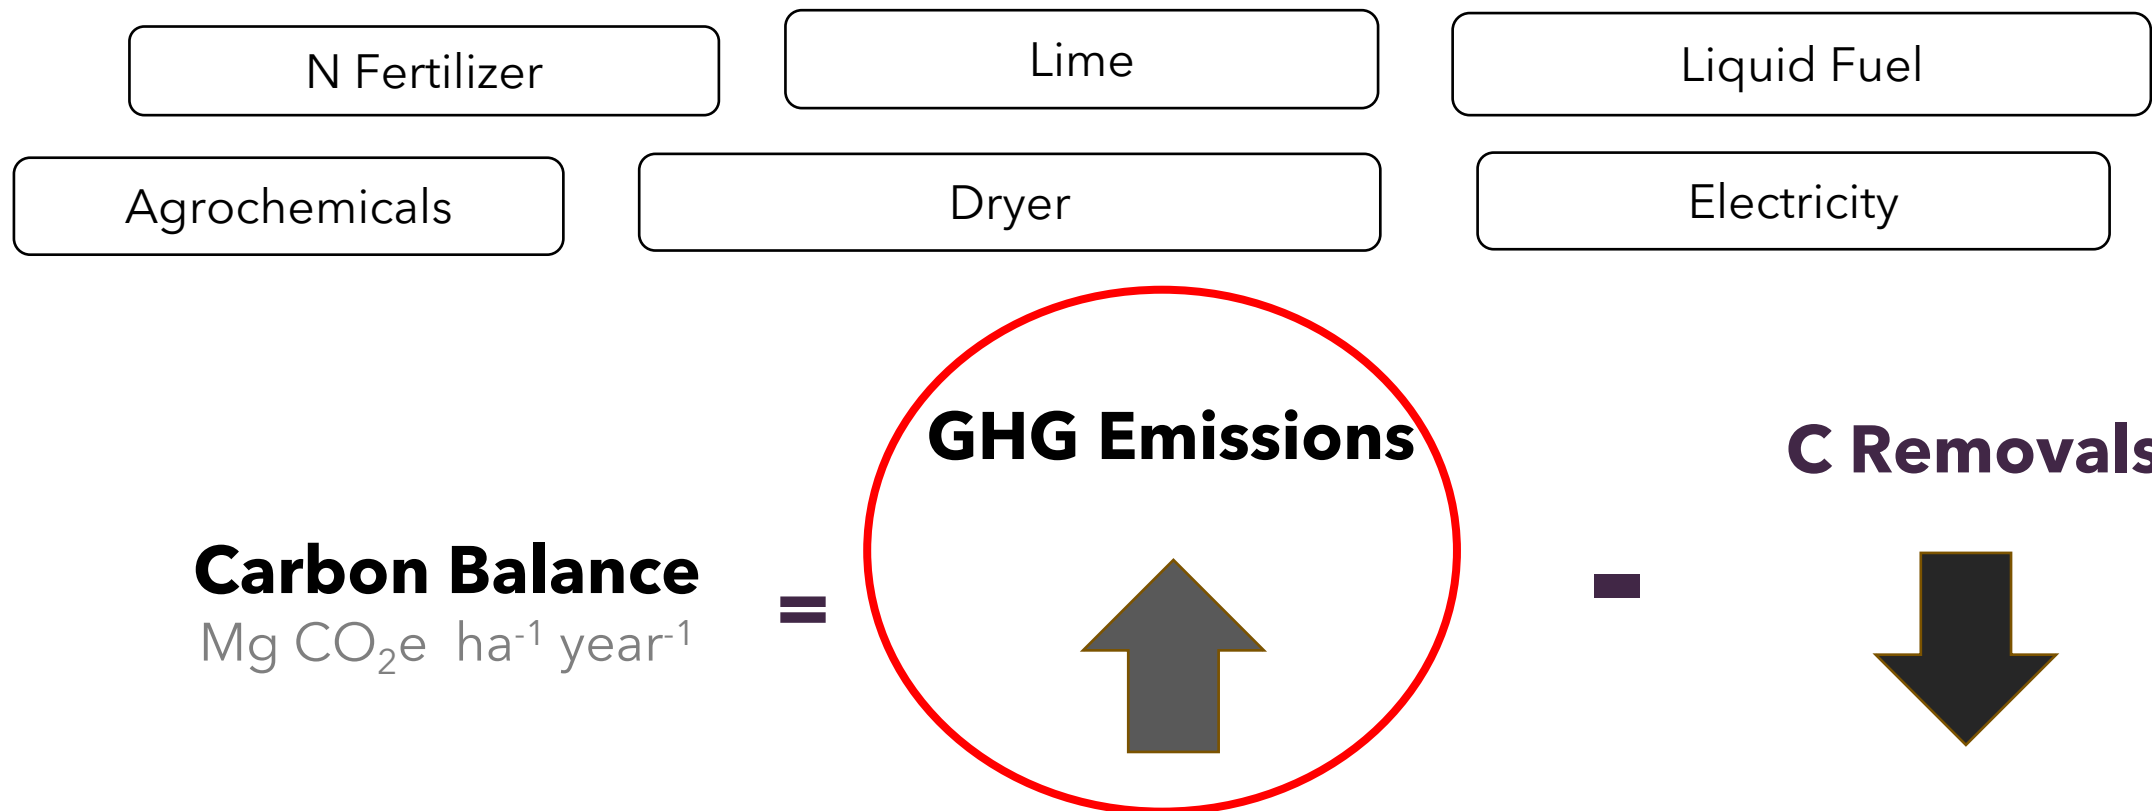 N Fertilizer
Lime
Liquid Fuel
Agrochemicals
Dryer
Electricity
GHG Emissions
C Removals
Carbon Balance
=
-
Mg CO₂e ha⁻¹ year⁻¹